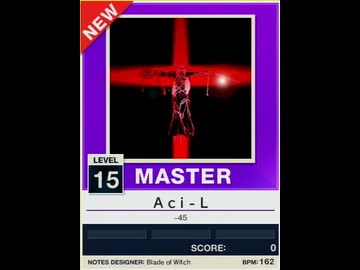 NEW
LEVEL
15
MASTER
Aci-L
-45
SCORE: 0
NOTES DESIGNER: Blade of Witch BPM: 162